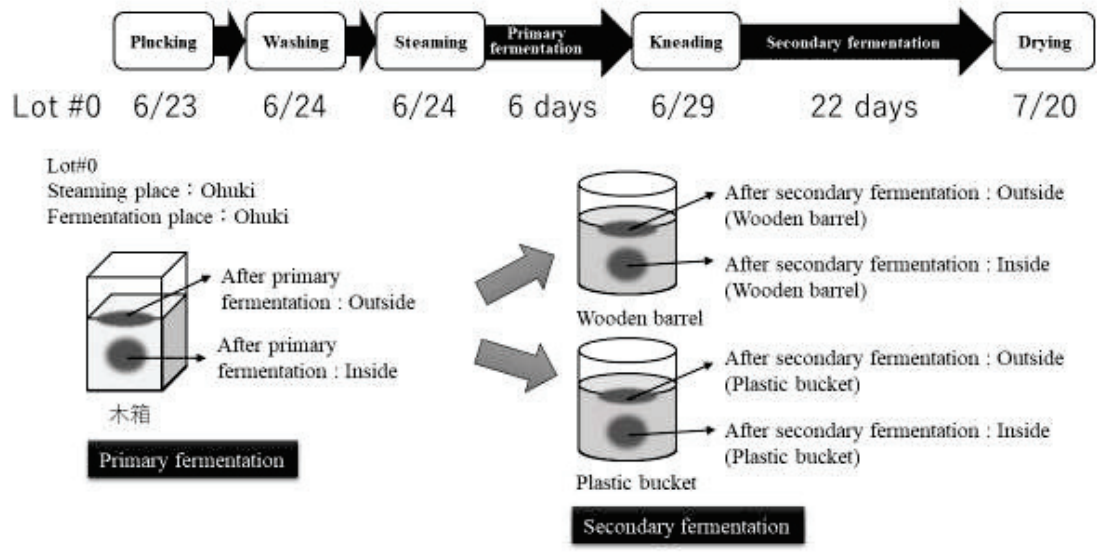 Plucking
Washing
Steaming
Primary
fermentation
Kneading
Secondary fermentation
Drying
Lot #0 6/23 6/24 6/24 6 days 6/29 22 days 7/20
Lot#0
Steaming place：Ohuki
Fermentation place：Ohuki
After primary
fermentation : Outside
After primary
fermentation : Inside
木箱
Primary fermentation
After secondary fermentation : Outside
(Wooden barrel)
After secondary fermentation : Inside
(Wooden barrel)
Wooden barrel
After secondary fermentation : Outside
(Plastic bucket)
After secondary fermentation : Inside
(Plastic bucket)
Plastic bucket
Secondary fermentation